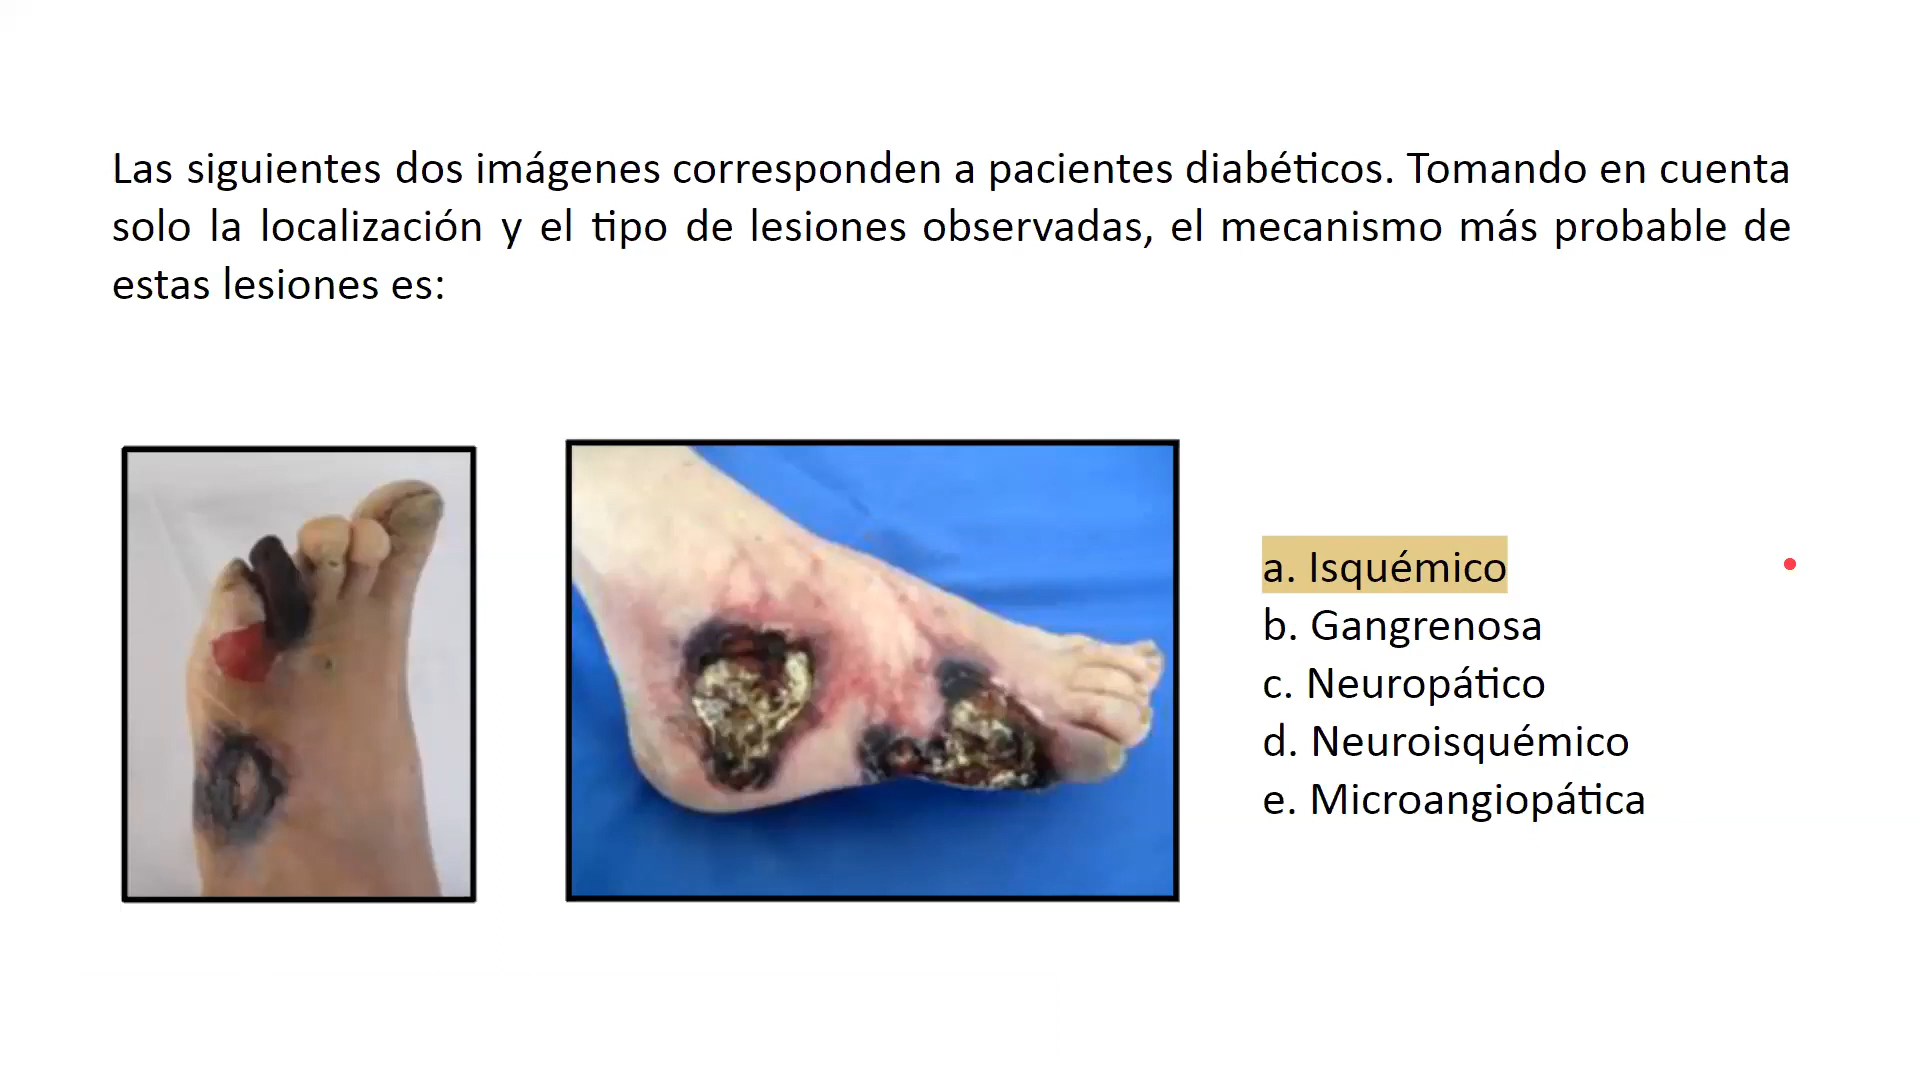 Las siguientes dos imágenes corresponden a pacientes diabéticos. Tomando en cuenta
solo la localización y el tipo de lesiones observadas, el mecanismo más probable de
estas lesiones es:
a. Isquémico
b. Gangrenosa
c. Neuropático
d. Neuroisquémico
e. Microangiopática